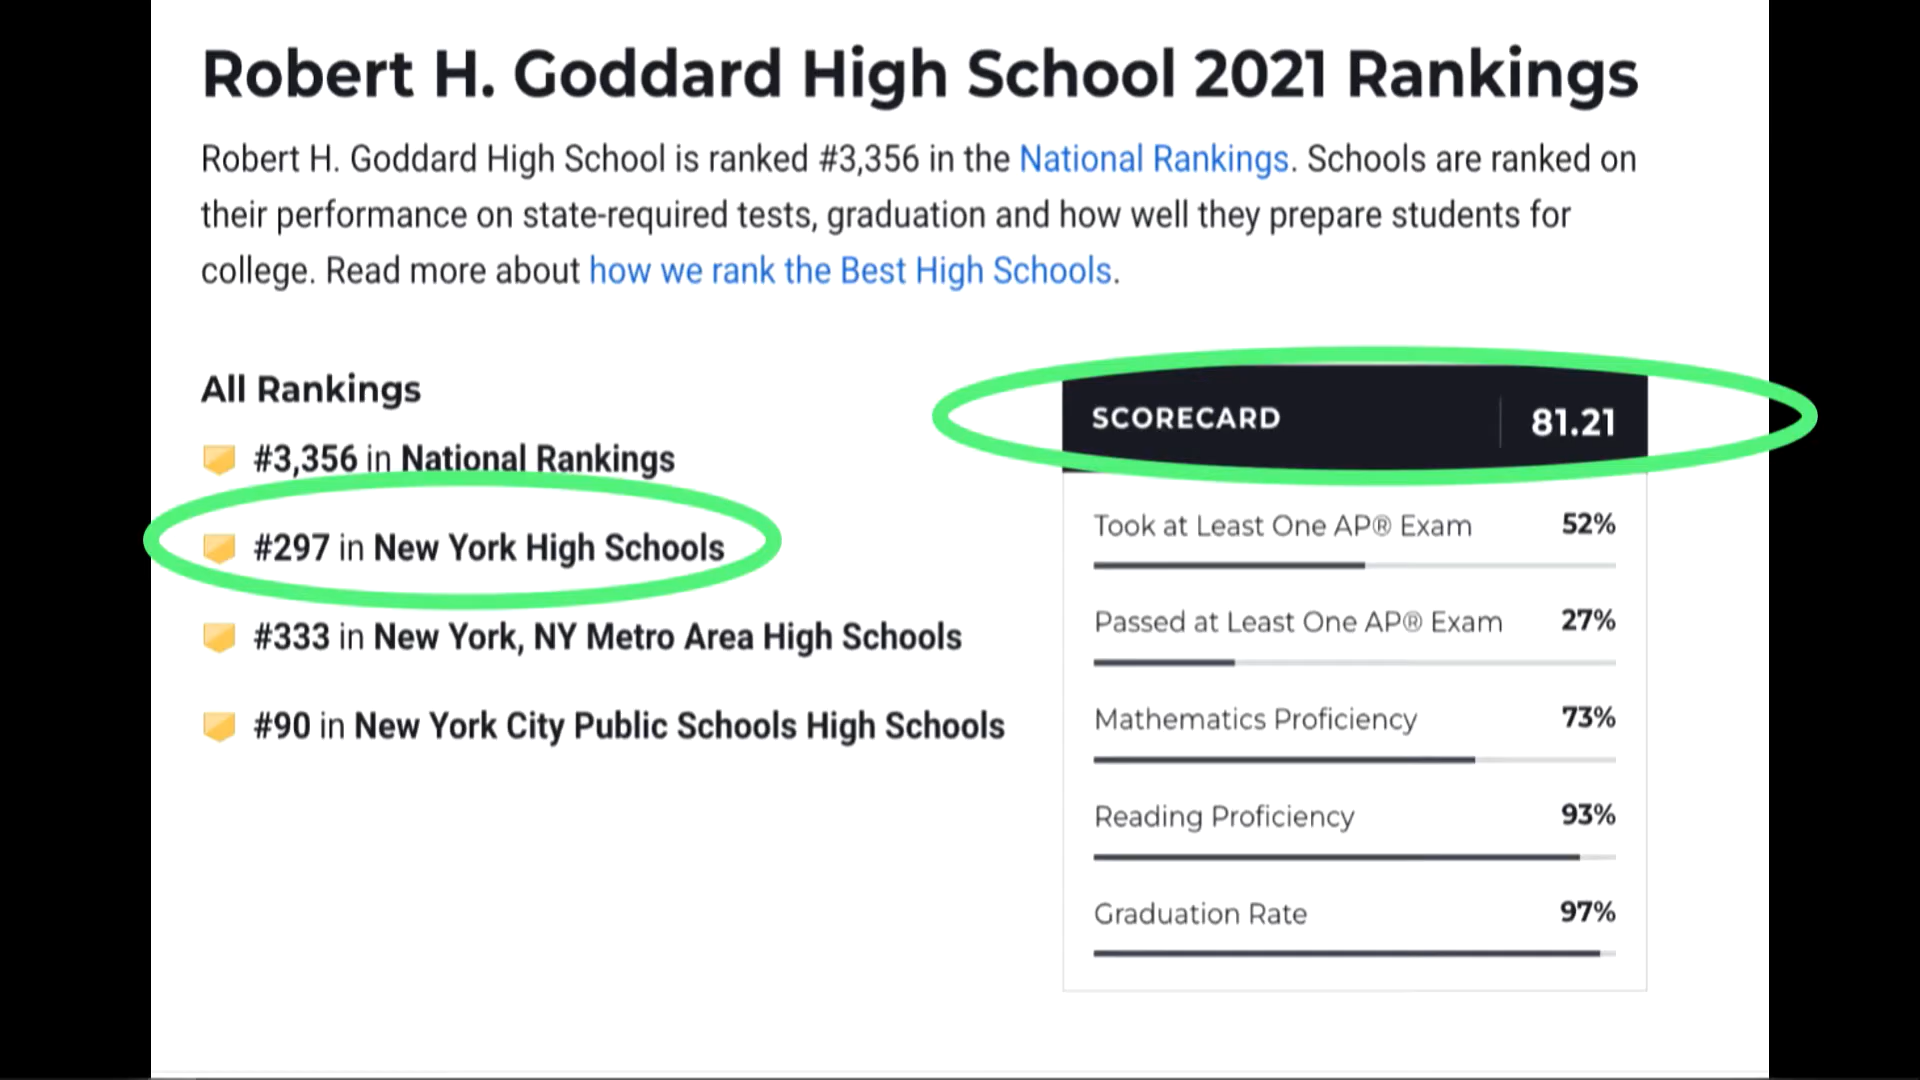 Robert H. Goddard High School 2021 Rankings
Robert H. Goddard High School is ranked #3,356 in the National Rankings. Schools are ranked on
their performance on state-required tests, graduation and how well they prepare students for
college. Read more about how we rank the Best High Schools.
All Rankings
#3,356 in National Rankings
#297 in New York High Schools
#333 in New York, NY Metro Area High Schools
#90 in New York City Public Schools High Schools
SCORECARD 81.21
Took at Least One AP® Exam 52%
Passed at Least One AP® Exam 27%
Mathematics Proficiency 73%
Reading Proficiency 93%
Graduation Rate 97%